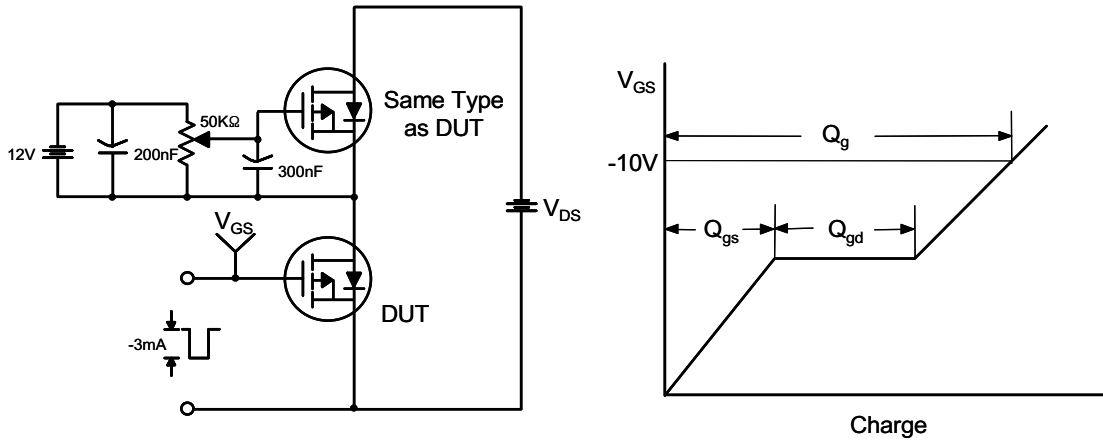 Same Type
as DUT
50KΩ
12V
200nF
300nF
V_DS
V_GS
DUT
-3mA
V_GS
Q_g
-10V
Q_gs
Q_gd
Charge